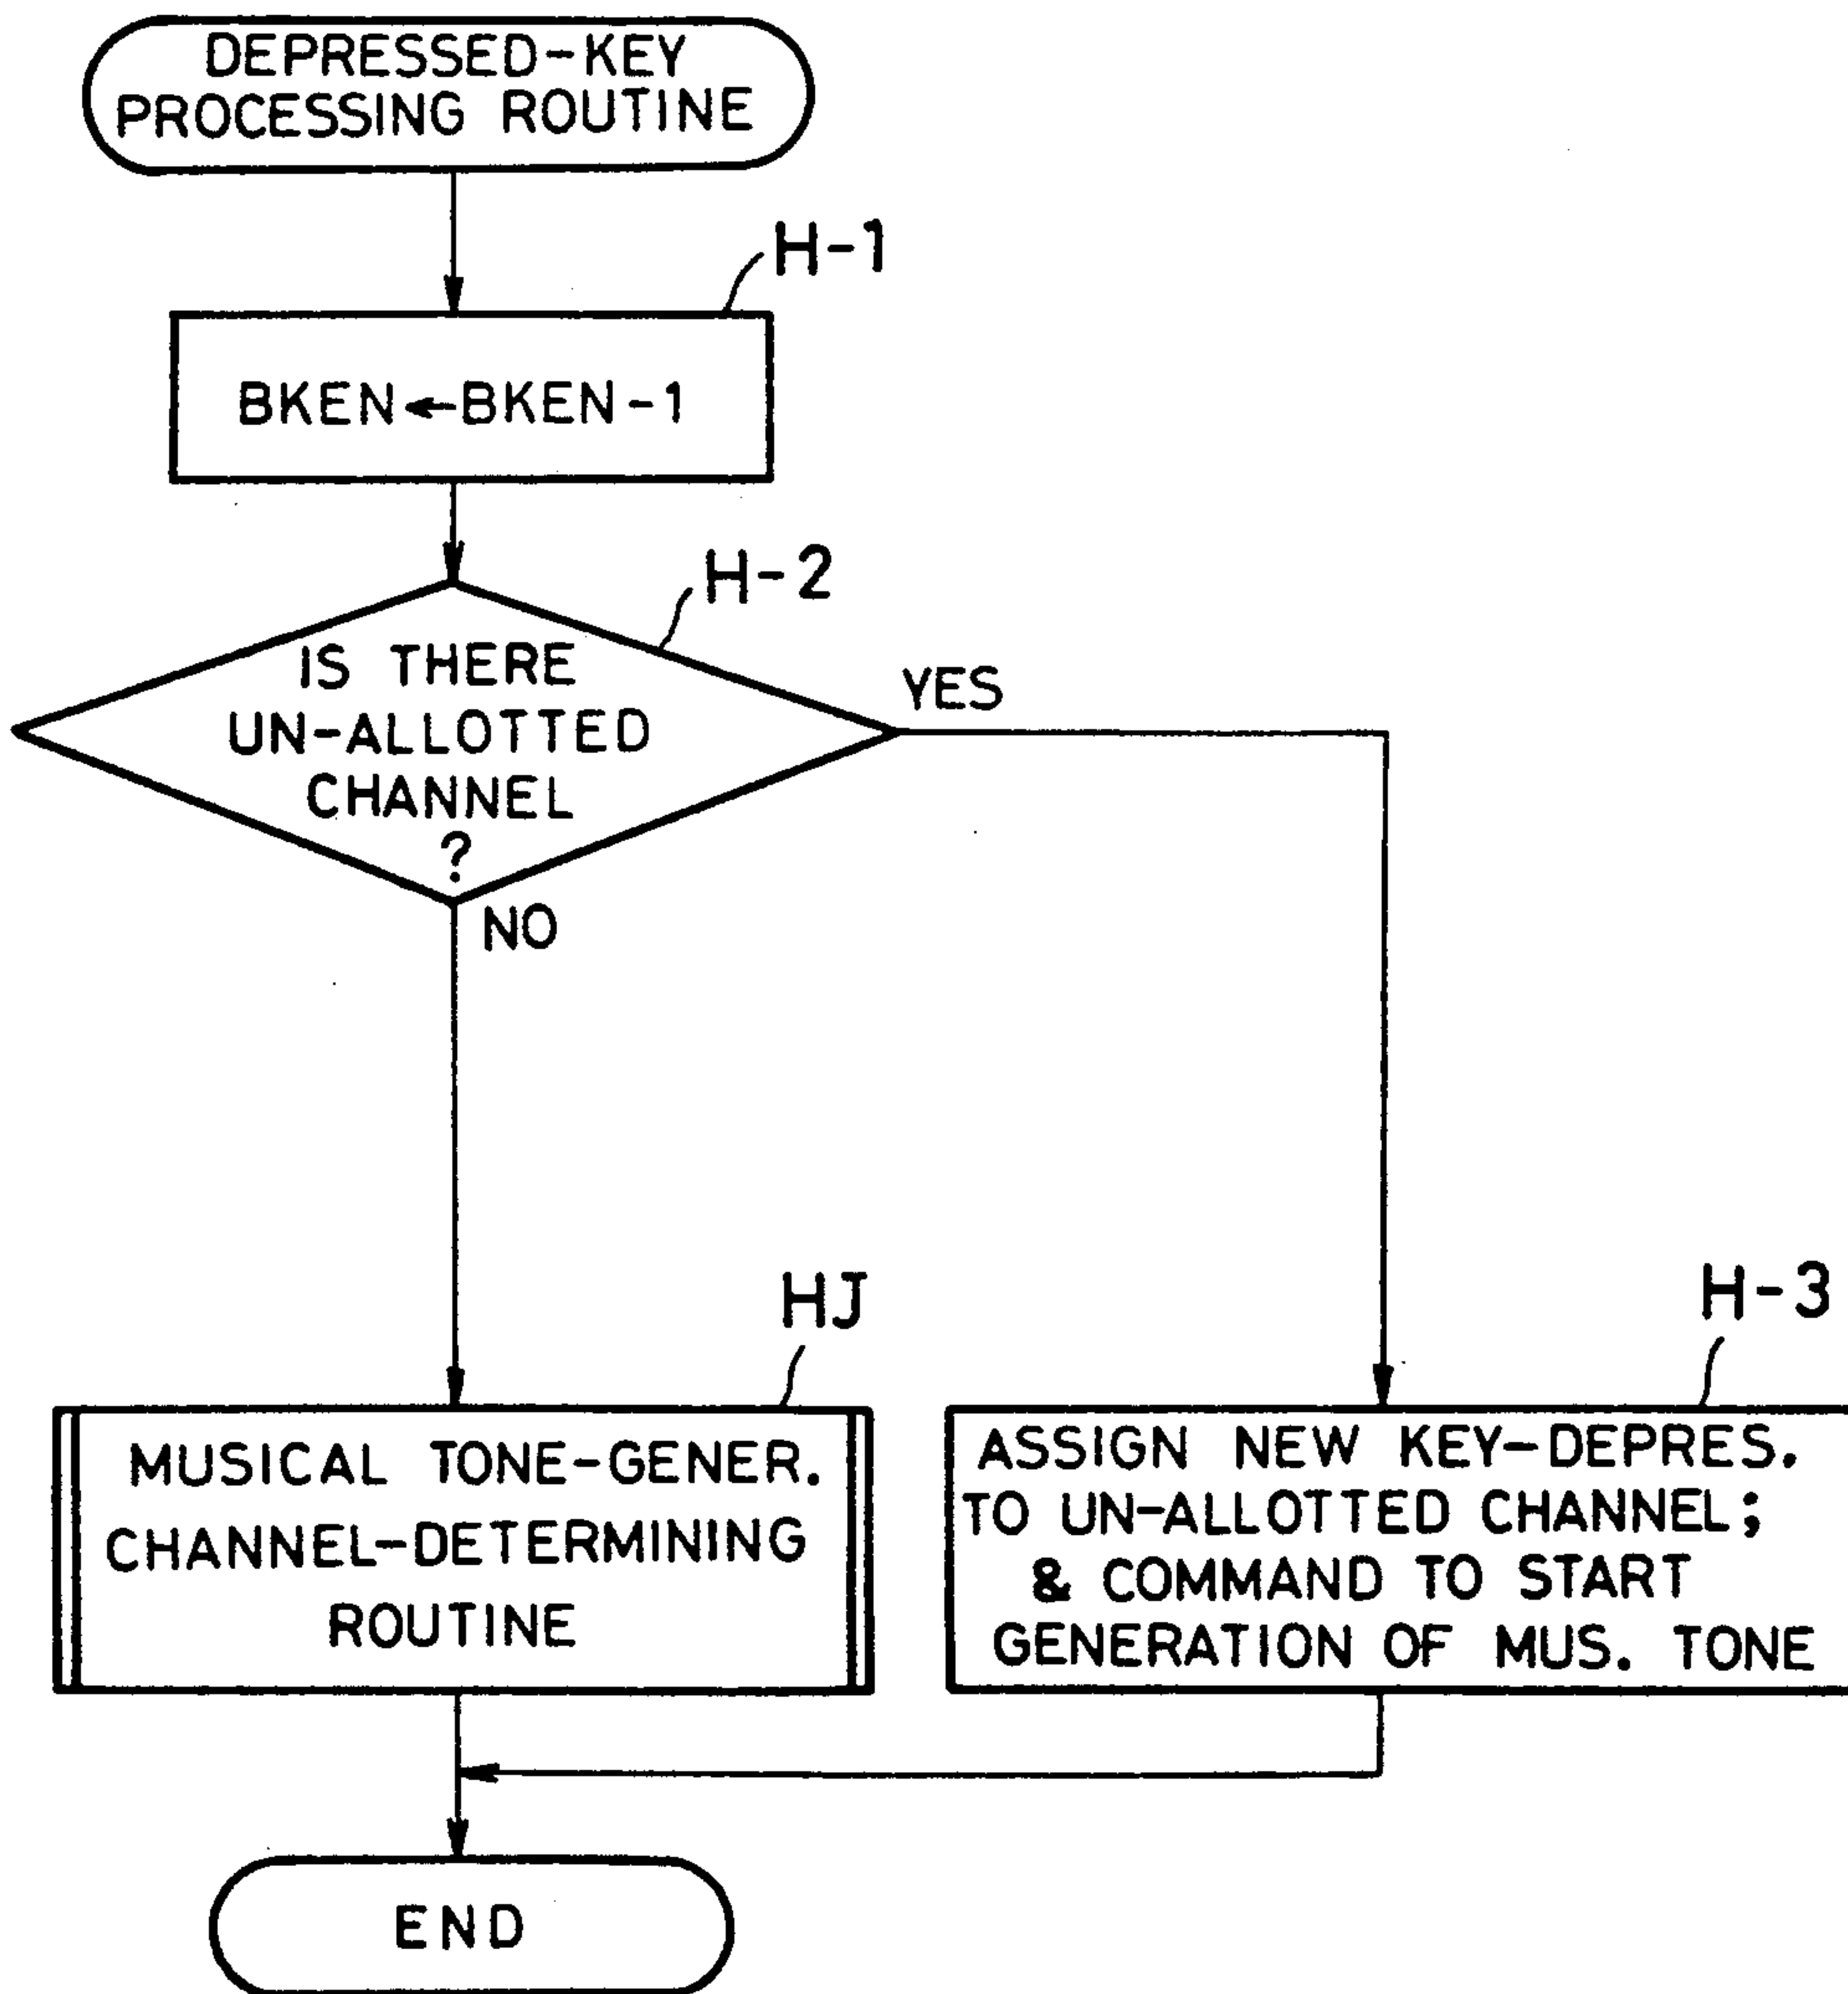 DEPRESSED-KEY
PROCESSING ROUTINE
H-1
BKEN←BKEN-1
H-2
IS THERE
UN-ALLOTTED
CHANNEL
?
YES
NO
HJ
H-3
MUSICAL TONE-GENER.
CHANNEL-DETERMINING
ROUTINE
ASSIGN NEW KEY-DEPRES.
TO UN-ALLOTTED CHANNEL;
& COMMAND TO START
GENERATION OF MUS. TONE
END